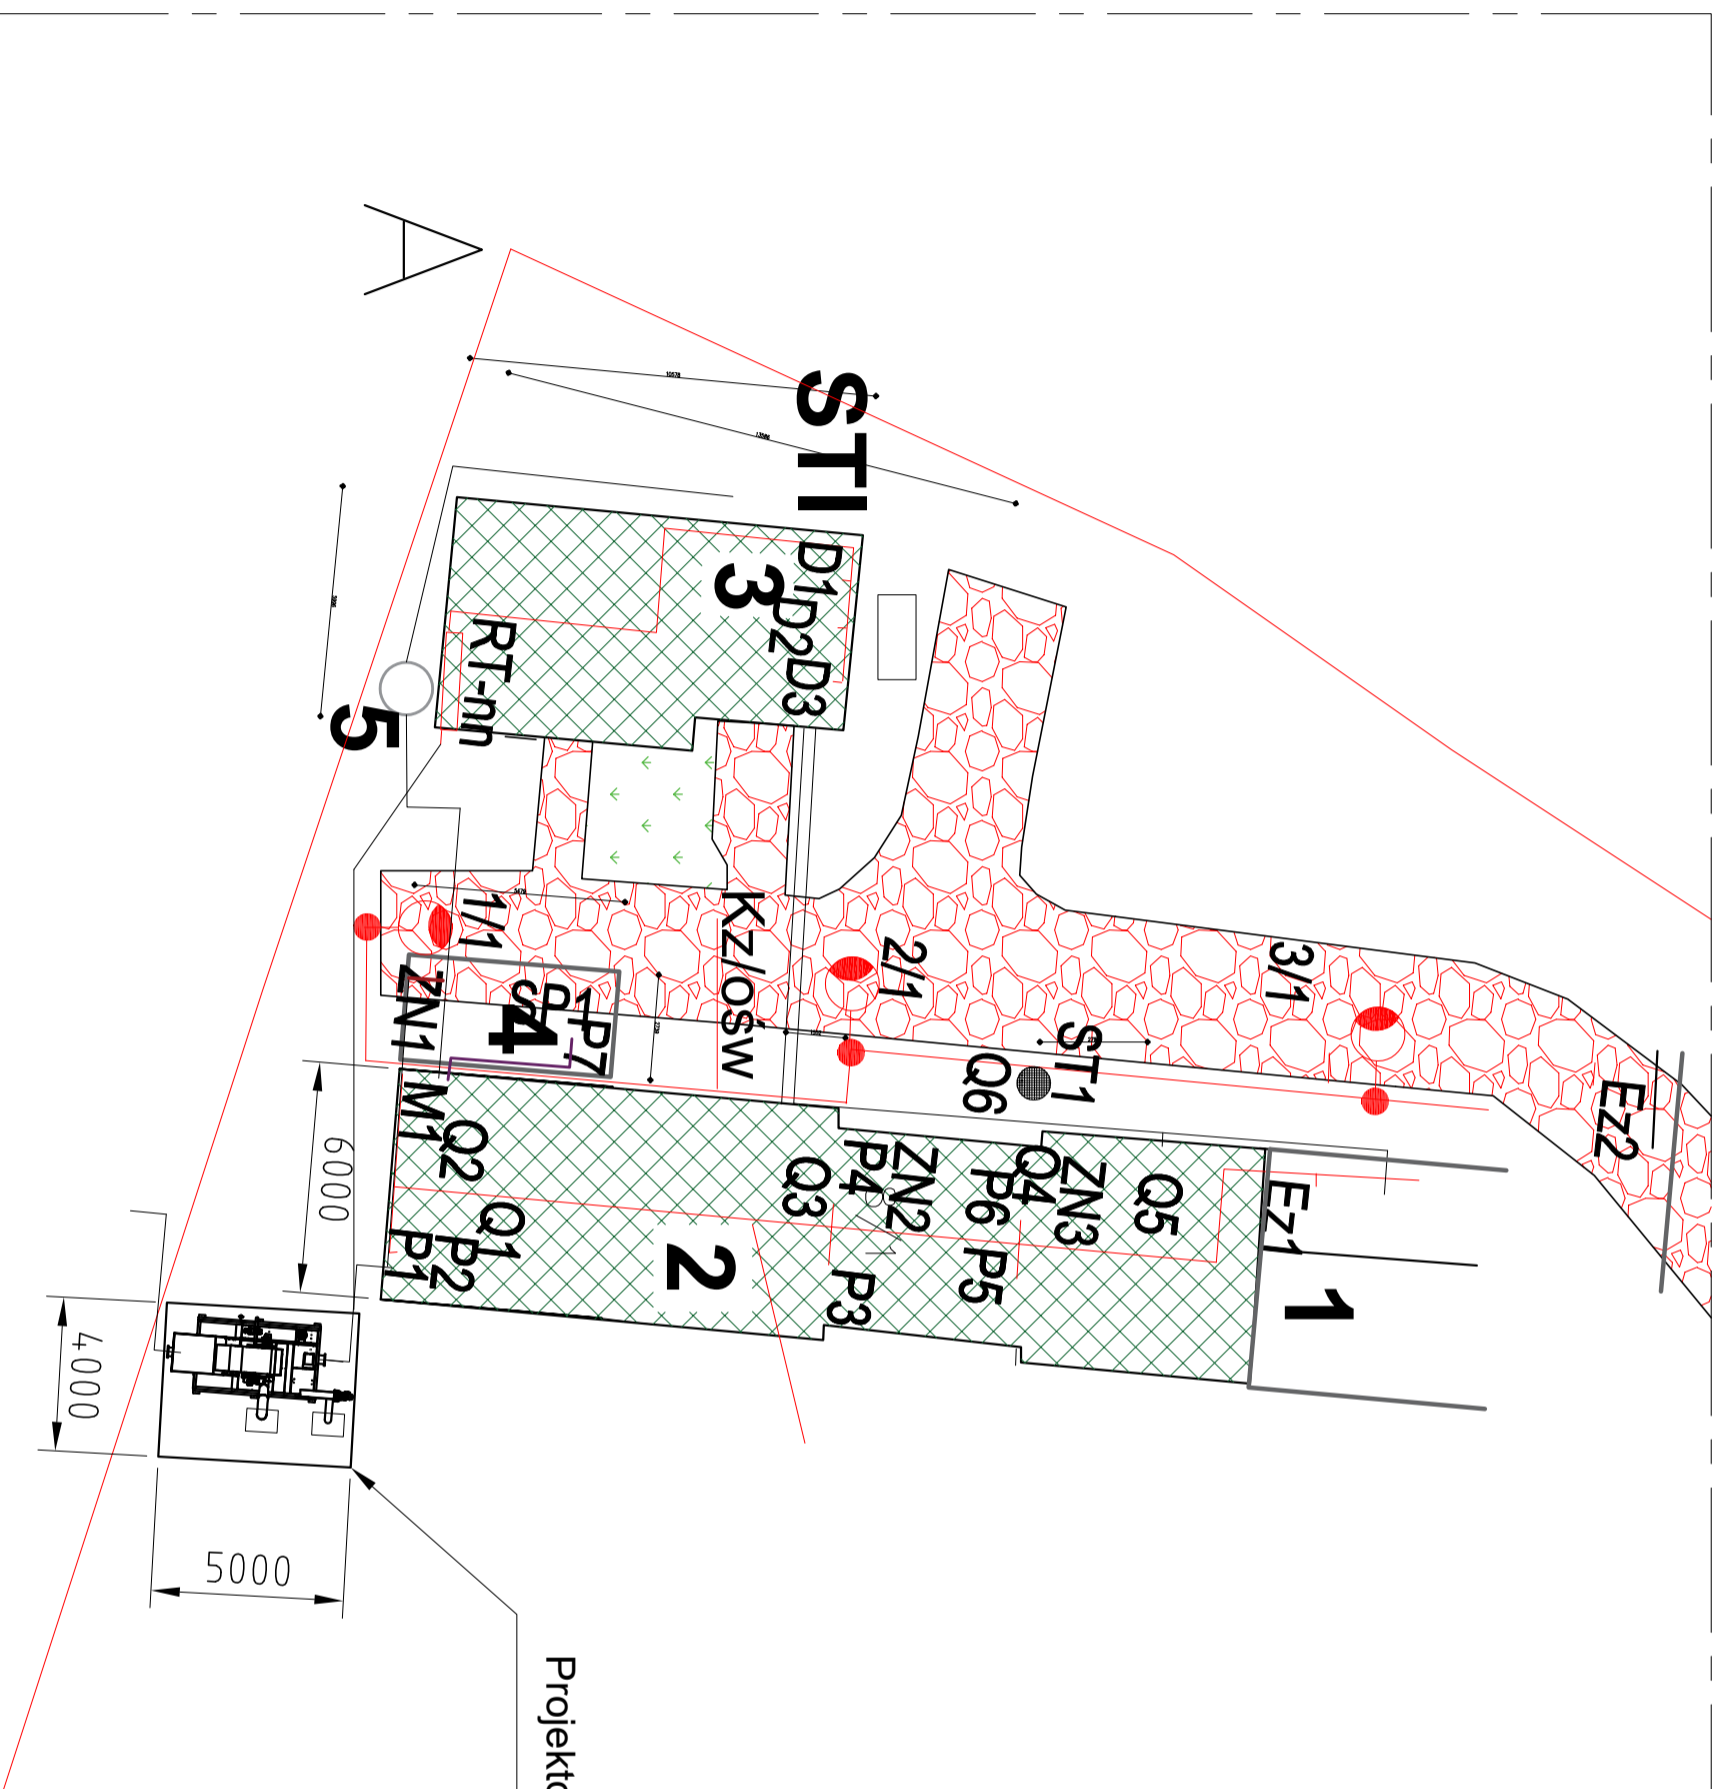 A
STI
10578
3
D1
D2
D3
RT-nn
5
1/1
Kz/ośw
2/1
3/1
ZN1
SP1
4
P7
ST1
Q6
Ez2
M1
Q2
Q1
P2
P1
Q3
P4
ZN2
P6
Q4
ZN3
Q5
Ez1
2
P3
P5
1
6000
4000
5000
Projekto